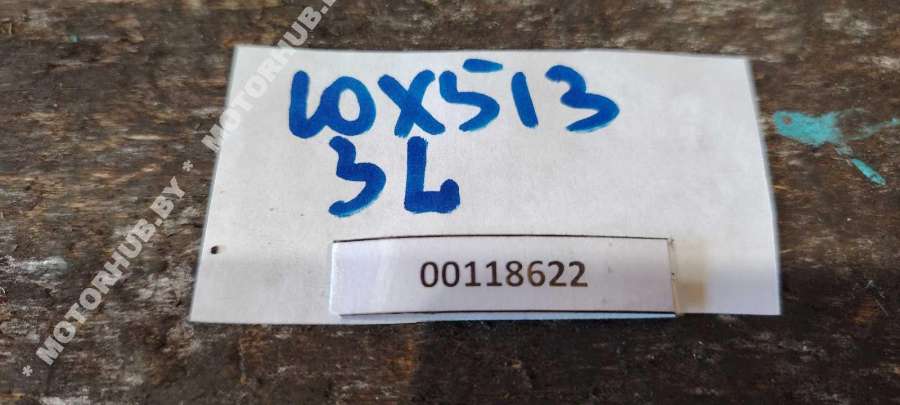 10X513
3L
00118622
* MOTORHUB.BY * MOTORHUB.BY